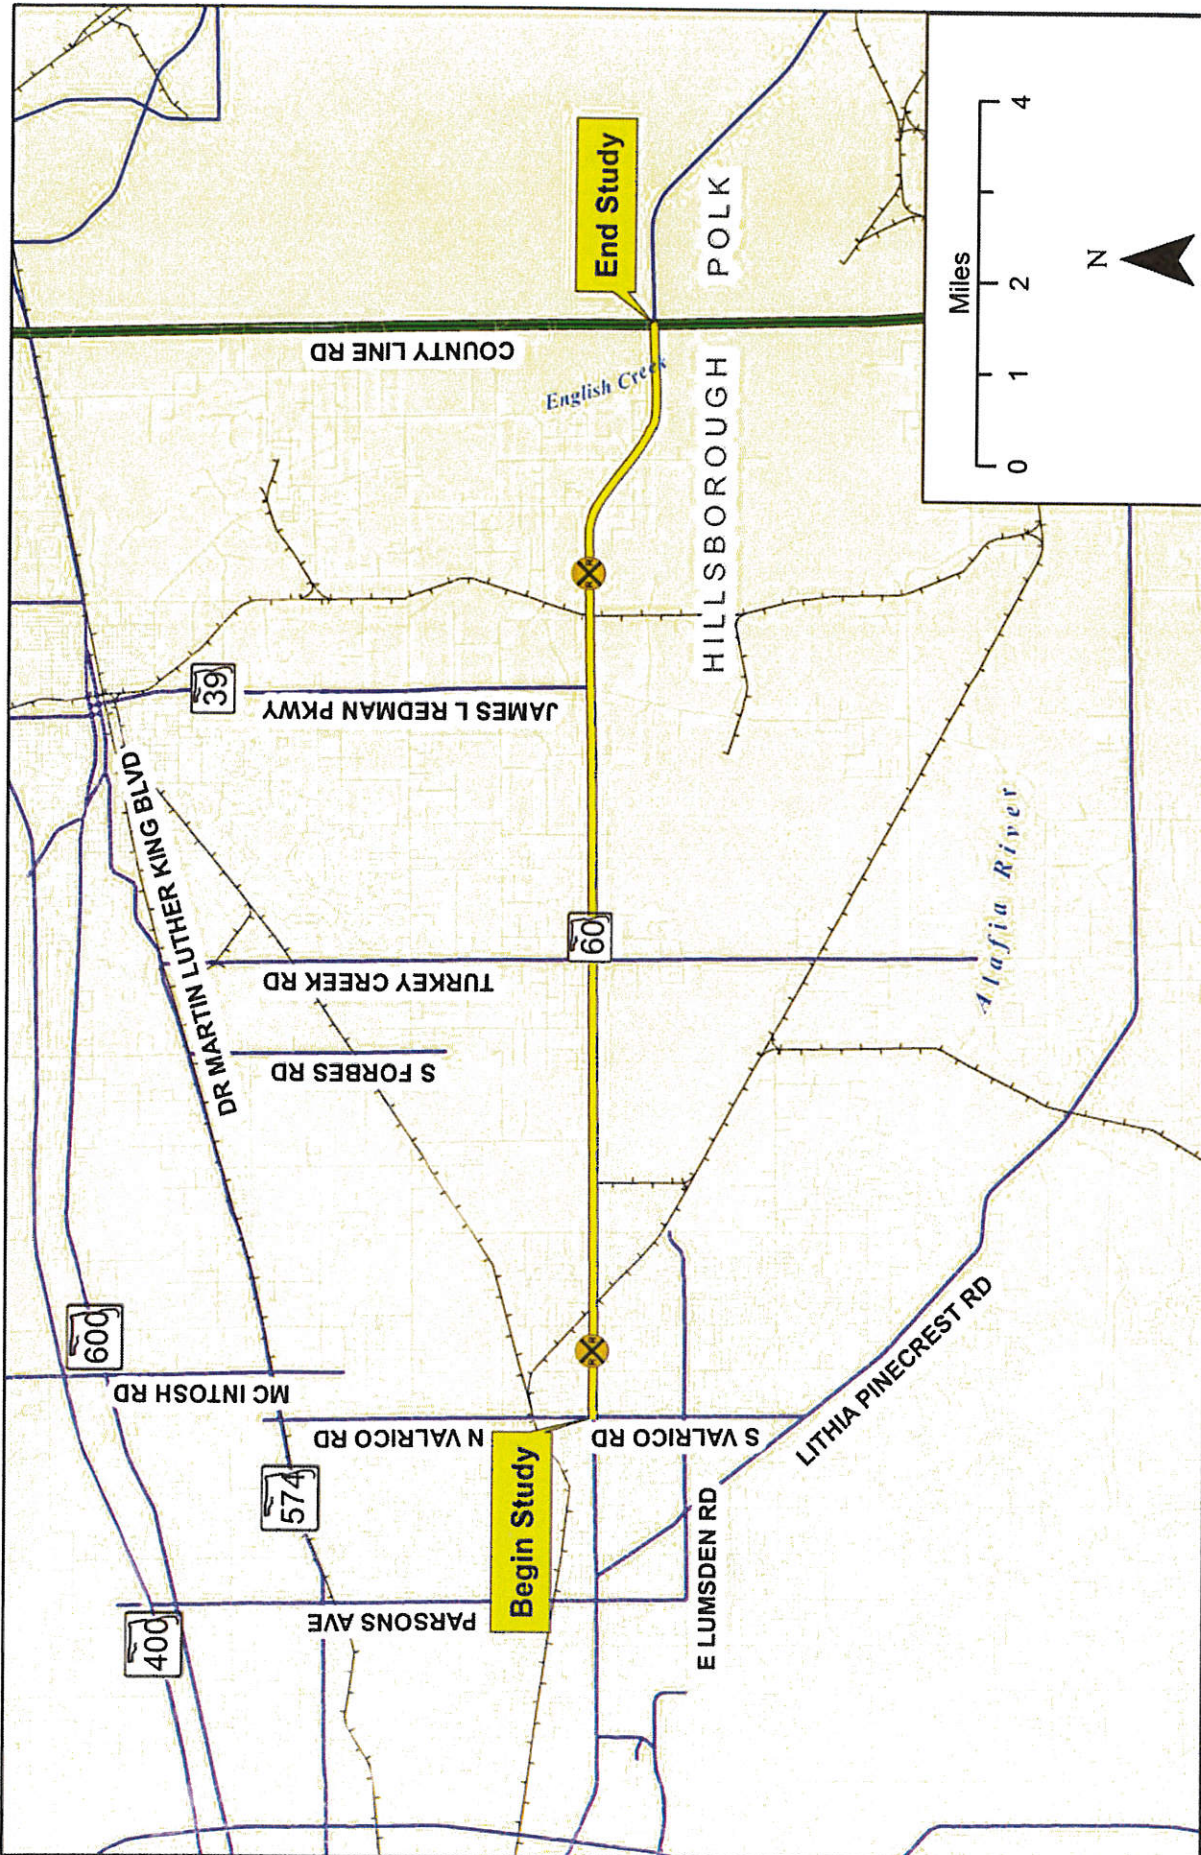 400
600
MC INTOSH RD
574
N VALRICO RD
PARSONS AVE
Begin Study
S VALRICO RD
E LUMSDEN RD
LITHIA PINECREST RD
DR MARTIN LUTHER KING BLVD
S FORBES RD
TURKEY CREEK RD
60
39
JAMES L REDMAN PKWY
Alafia River
HILLSBOROUGH
POLK
English Creek
COUNTY LINE RD
End Study
Miles
0 1 2 4
N